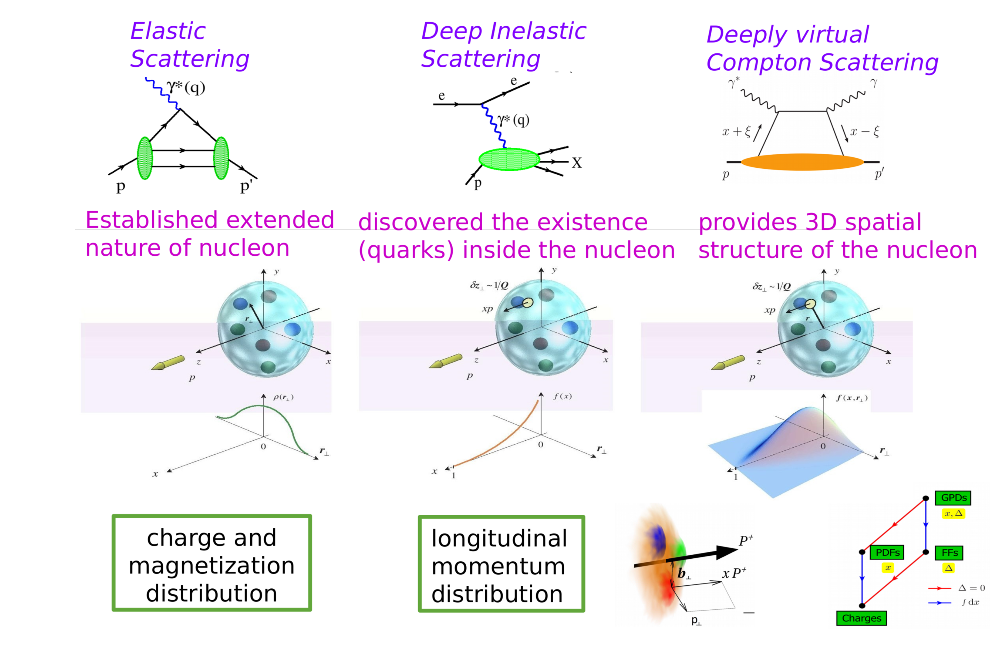 Elastic
Scattering
Deep Inelastic
Scattering
Deeply virtual
Compton Scattering
γ*(q)
p
p'
e
e
γ*(q)
X
p
γ*
γ
x + ξ
x − ξ
p
p′
Established extended
nature of nucleon
discovered the existence
(quarks) inside the nucleon
provides 3D spatial
structure of the nucleon
y
r⊥
z
x
p
ρ(r⊥)
0
r⊥
x
y
δz⊥ ~ 1/Q
xp
z
x
p
f(x)
0
r⊥
x
1
y
δz⊥ ~ 1/Q
xp
r⊥
z
x
p
f(x,r⊥)
0
r⊥
1
charge and
magnetization
distribution
longitudinal
momentum
distribution
P⁺
b⊥
x P⁺
p⊥
GPDs
x, Δ
PDFs
x
FFs
Δ
Δ = 0
∫ dx
Charges